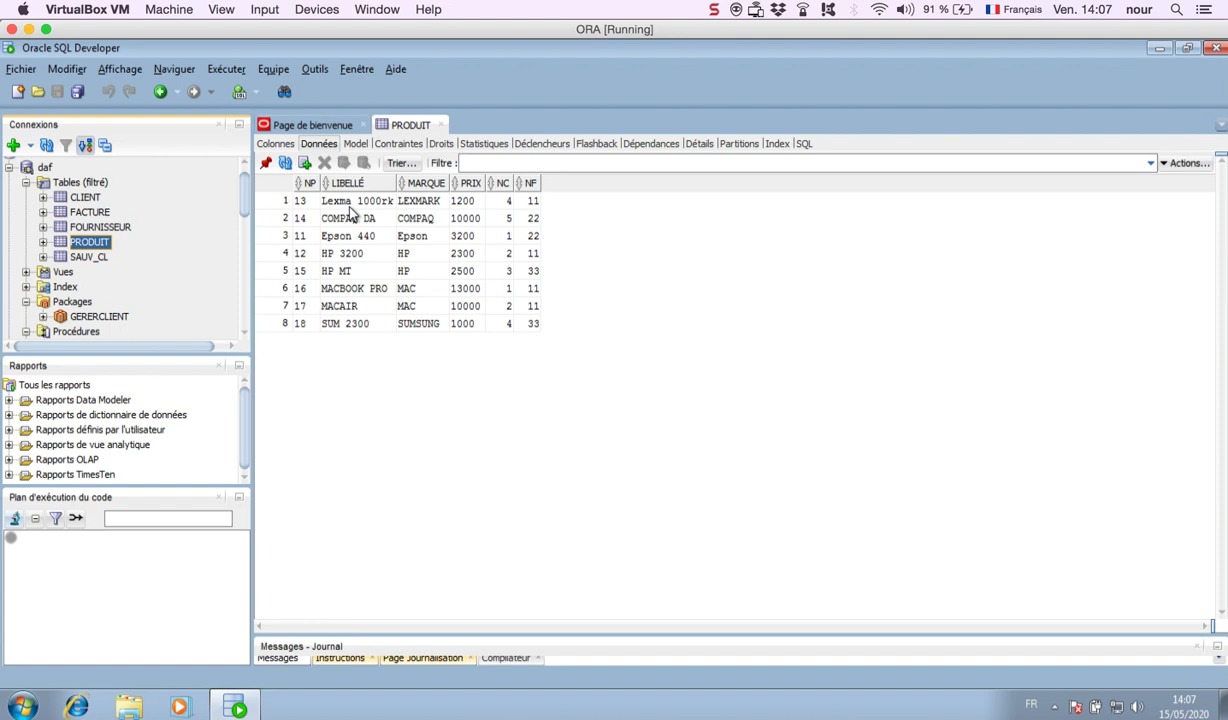 VirtualBox VM Machine View Input Devices Window Help 91 % Français Ven. 14:07 nour
ORA [Running]
Oracle SQL Developer
Fichier Modifier Affichage Naviguer Exécuter Equipe Outils Fenêtre Aide
Connexions
daf
Tables (filtré)
CLIENT
FACTURE
FOURNISSEUR
PRODUIT
SAUV_CL
Vues
Index
Packages
GERERCLIENT
Procédures
Rapports
Tous les rapports
Rapports Data Modeler
Rapports de dictionnaire de données
Rapports définis par l'utilisateur
Rapports de vue analytique
Rapports OLAP
Rapports TimesTen
Plan d'exécution du code
Page de bienvenue PRODUIT
Colonnes Données Model Contraintes Droits Statistiques Déclencheurs Flashback Dépendances Détails Partitions Index SQL
Trier... Filtre : Actions...
NP LIBELLÉ MARQUE PRIX NC NF
1 13 Lexma 1000rk LEXMARK 1200 4 11
2 14 DA COMPAQ 10000 5 22
3 11 Epson 440 Epson 3200 1 22
4 12 HP 3200 HP 2300 2 11
5 15 HP MT HP 2500 3 33
6 16 MACBOOK PRO MAC 13000 1 11
7 17 MACAIR MAC 10000 2 11
8 18 SUM 2300 SUMSUNG 1000 4 33
Messages - Journal
Messages Instructions Page Journalisation Compilateur
FR 14:07
15/05/2020